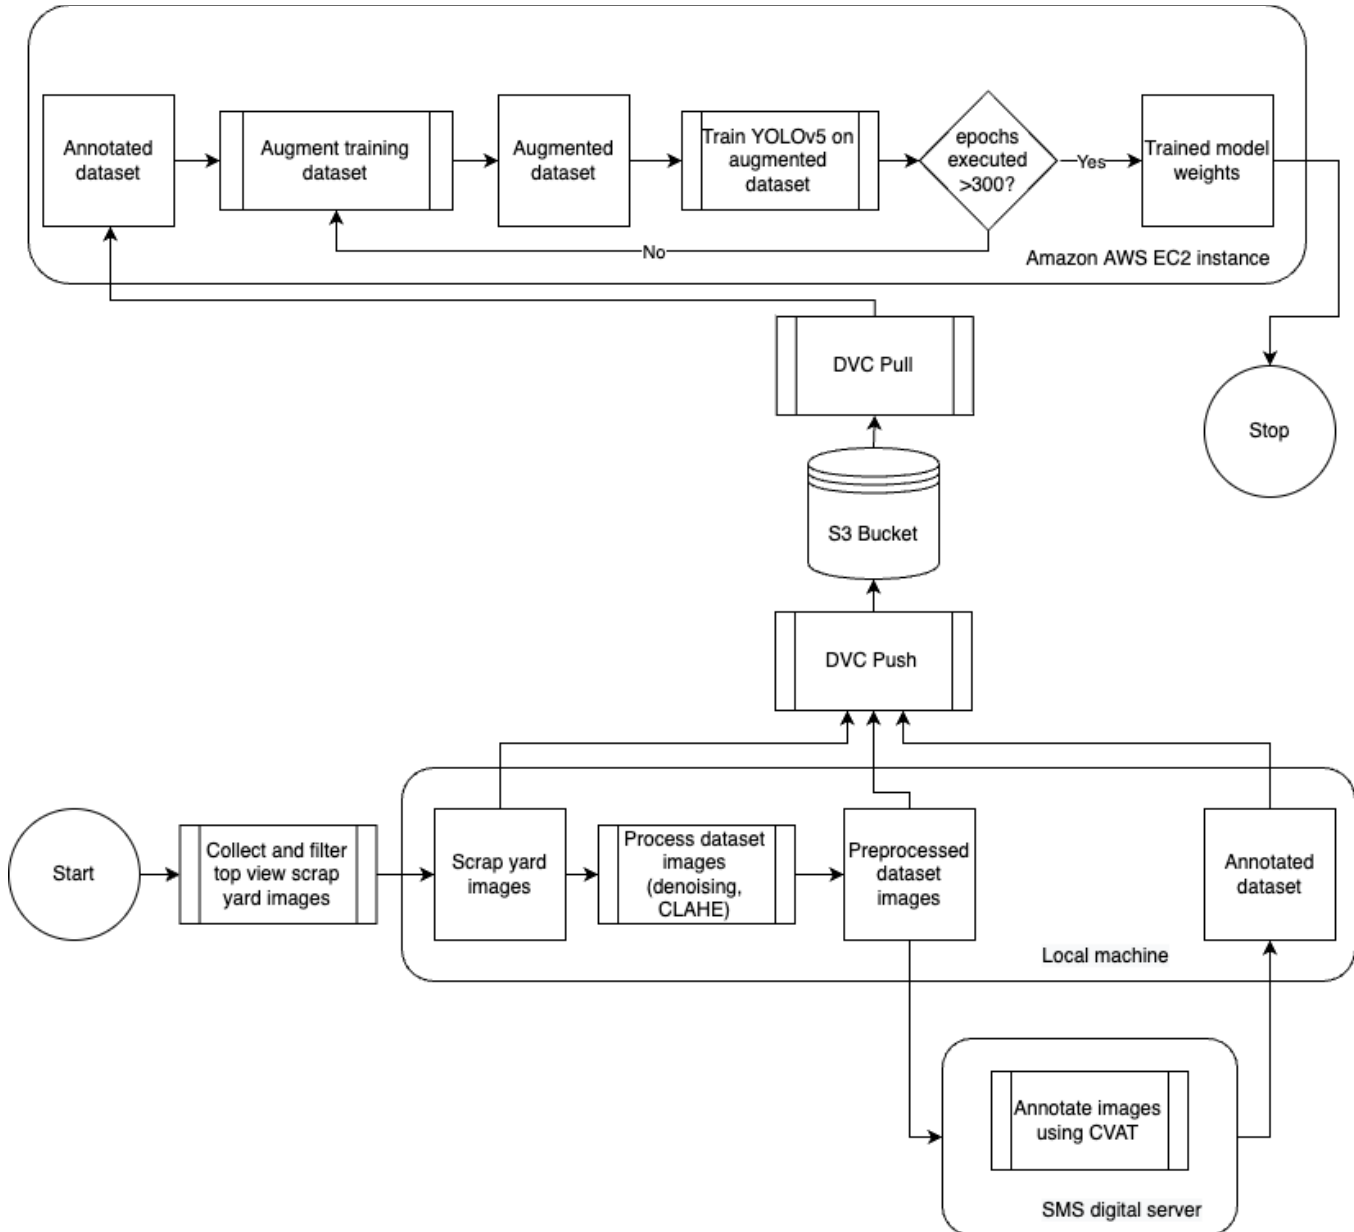 Annotated
dataset
Augment training
dataset
Augmented
dataset
Train YOLOv5 on
augmented
dataset
epochs
executed
>300?
Yes
Trained model
weights
No
Amazon AWS EC2 instance
DVC Pull
Stop
S3 Bucket
DVC Push
Start
Collect and filter
top view scrap
yard images
Scrap yard
images
Process dataset
images
(denoising,
CLAHE)
Preprocessed
dataset
images
Annotated
dataset
Local machine
Annotate images
using CVAT
SMS digital server